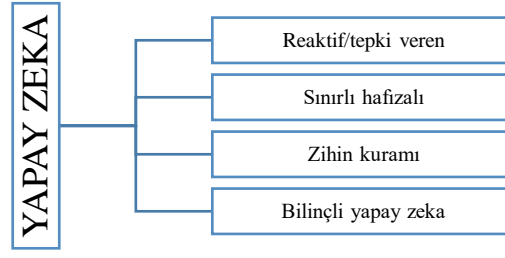 YAPAY ZEKA
Reaktif/tepki veren
Sınırlı hafızalı
Zihin kuramı
Bilinçli yapay zeka